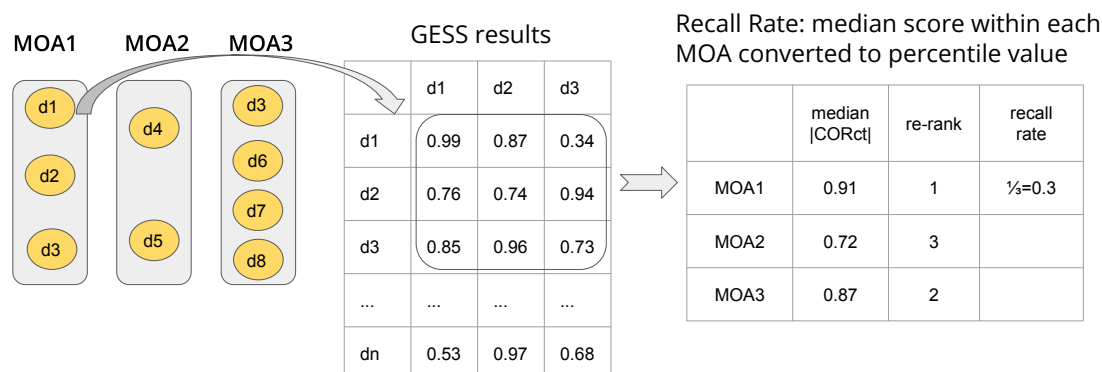 MOA1 MOA2 MOA3
d1
d2
d3
d4
d5
d3
d6
d7
d8
GESS results
d1 d2 d3
d1 0.99 0.87 0.34
d2 0.76 0.74 0.94
d3 0.85 0.96 0.73
... ... ... ...
dn 0.53 0.97 0.68
Recall Rate: median score within each
MOA converted to percentile value
median
|CORct|
re-rank
recall
rate
MOA1 0.91 1 ⅓=0.3
MOA2 0.72 3
MOA3 0.87 2